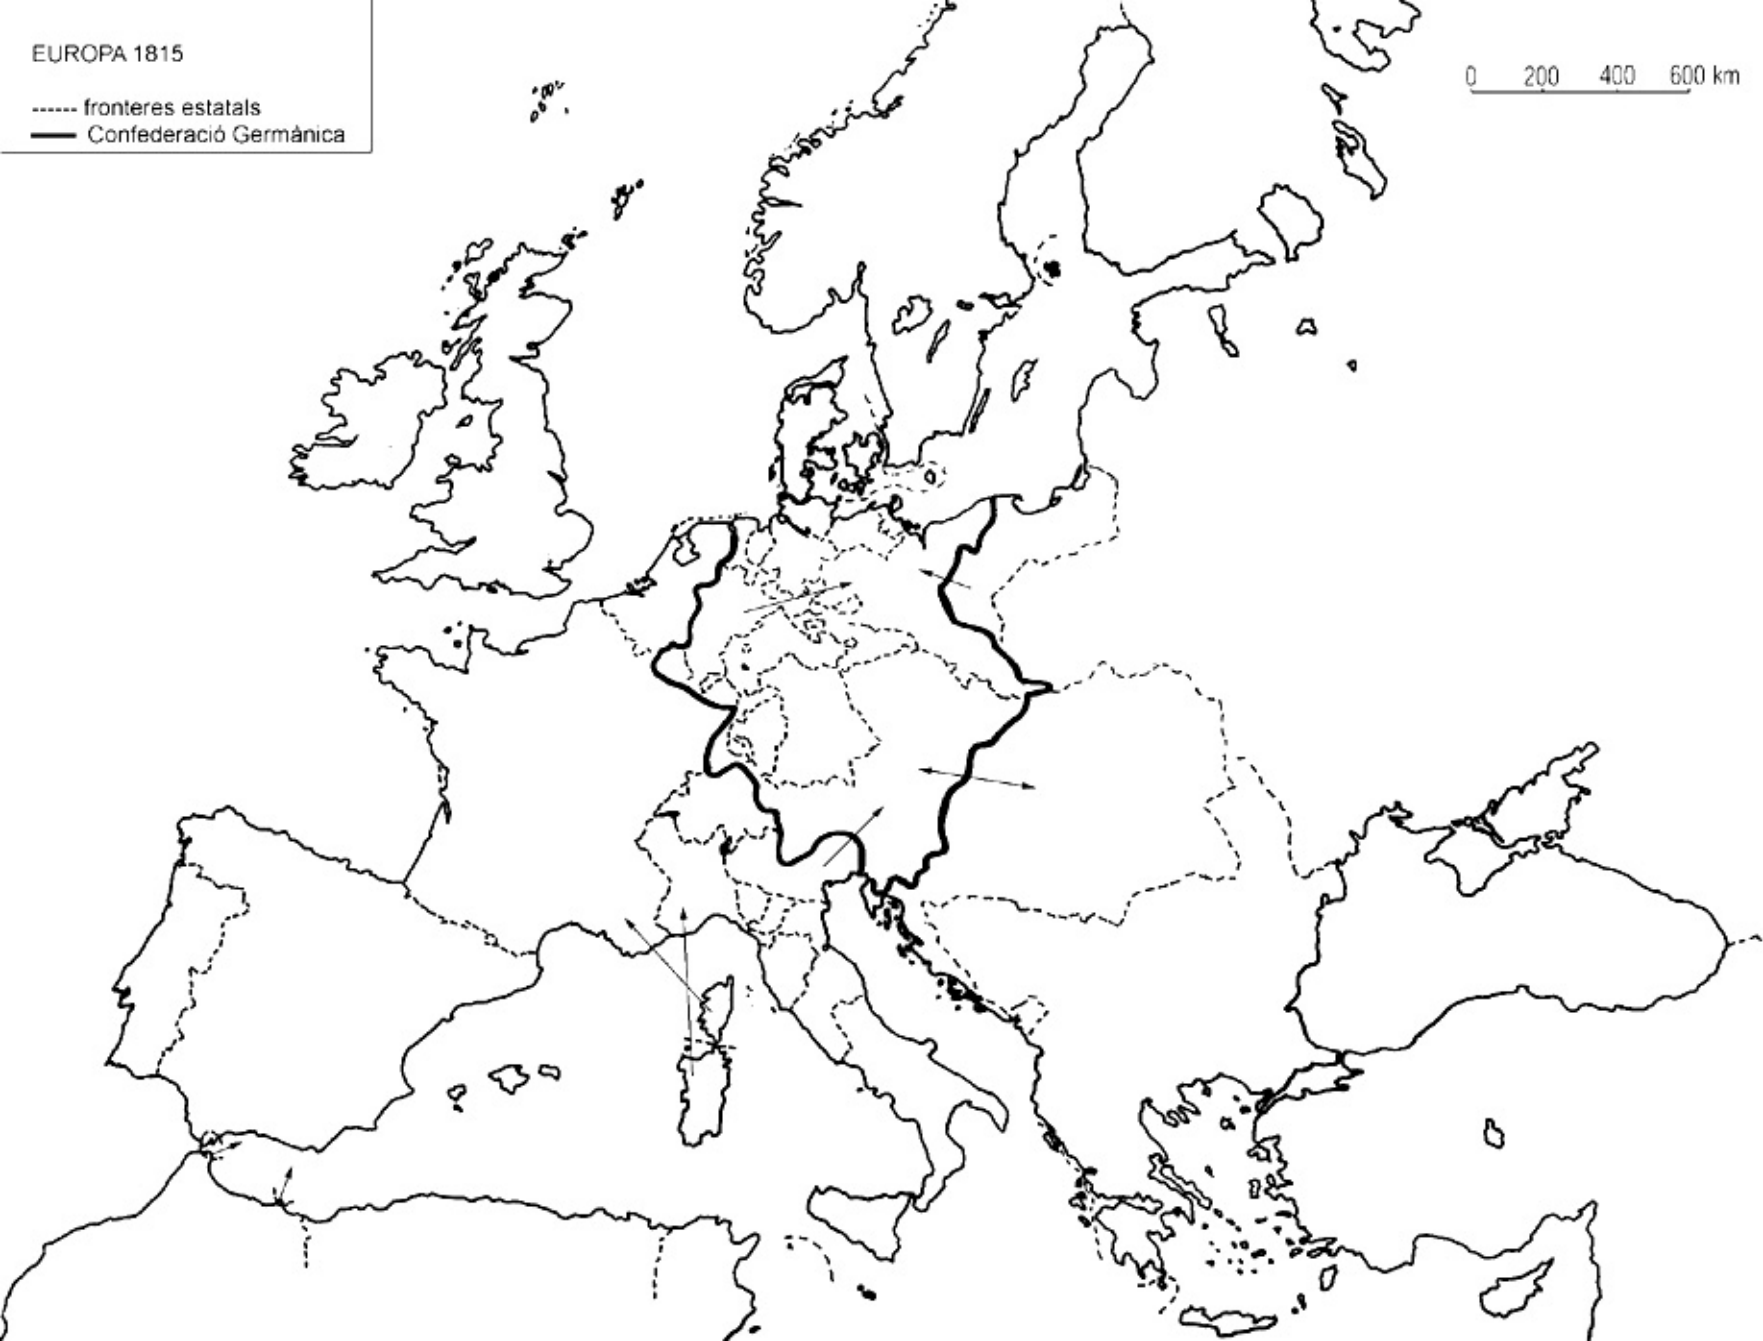 EUROPA 1815
fronteres estatals
Confederació Germànica
0 200 400 600 km